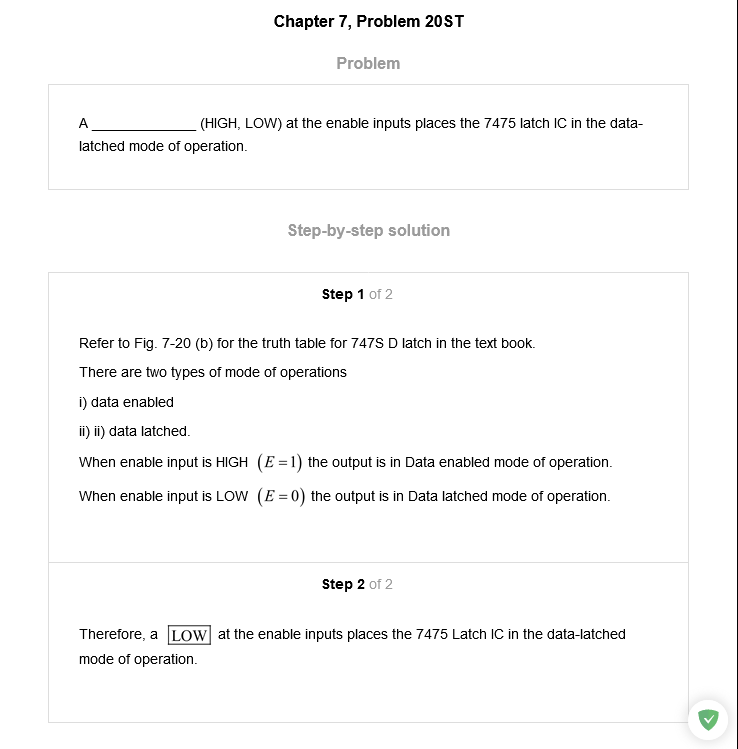 Chapter 7, Problem 20ST
Problem
A ______________ (HIGH, LOW) at the enable inputs places the 7475 latch IC in the data-
latched mode of operation.
Step-by-step solution
Step 1 of 2
Refer to Fig. 7-20 (b) for the truth table for 747S D latch in the text book.
There are two types of mode of operations
i) data enabled
ii) ii) data latched.
When enable input is HIGH (E = 1) the output is in Data enabled mode of operation.
When enable input is LOW (E = 0) the output is in Data latched mode of operation.
Step 2 of 2
Therefore, a LOW at the enable inputs places the 7475 Latch IC in the data-latched
mode of operation.